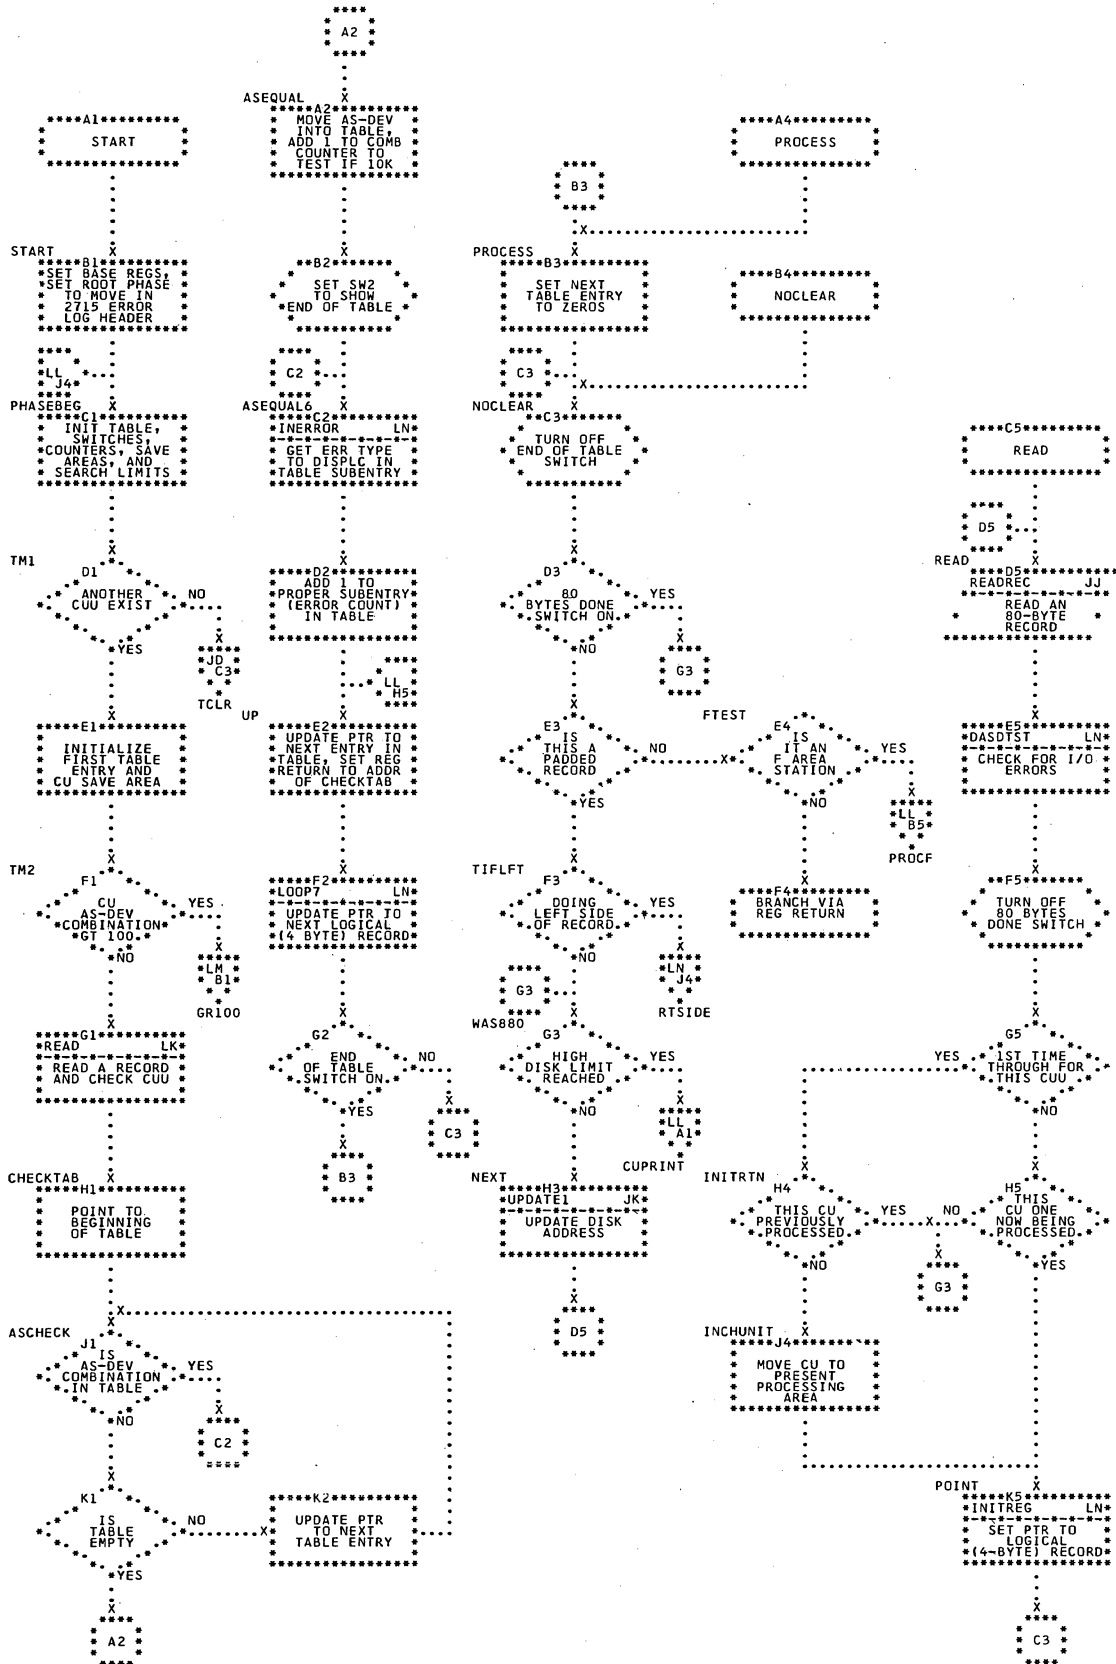 A2
ASEQUAL
A2
MOVE AS-DEV
INTO TABLE,
ADD 1 TO COMB
COUNTER TO
TEST IF 10K
A1
START
A4
PROCESS
B3
START
B1
SET BASE REGS,
SET ROOT PHASE
TO MOVE IN
2715 ERROR
LOG HEADER
B2
SET SW2
TO SHOW
END OF TABLE
PROCESS
B3
SET NEXT
TABLE ENTRY
TO ZEROS
B4
NOCLEAR
LL
J4
C2
C3
PHASEBEG
C1
INIT TABLE,
SWITCHES,
COUNTERS, SAVE
AREAS, AND
SEARCH LIMITS
ASEQUAL6
C2
INERROR LN
GET ERR TYPE
TO DISPLC IN
TABLE SUBENTRY
NOCLEAR
C3
TURN OFF
END OF TABLE
SWITCH
C5
READ
D5
TM1
D1
ANOTHER
CUU EXIST
NO
YES
JD
C3
TCLR
D2
ADD 1 TO
PROPER SUBENTRY
(ERROR COUNT)
IN TABLE
LL
H5
D3
80
BYTES DONE
SWITCH ON
YES
NO
G3
READ
D5
READREC JJ
READ AN
80-BYTE
RECORD
E1
INITIALIZE
FIRST TABLE
ENTRY AND
CU SAVE AREA
UP
E2
UPDATE PTR TO
NEXT ENTRY IN
TABLE, SET REG
RETURN TO ADDR
OF CHECKTAB
E3
IS
THIS A
PADDED
RECORD
NO
YES
FTEST
E4
IS
IT AN
F AREA
STATION
YES
NO
LL
B5
PROCF
E5
DASDTST LN
CHECK FOR I/O
ERRORS
TM2
F1
CU
AS-DEV
COMBINATION
GT 100.
YES
NO
LM
B1
GR100
F2
LOOP7 LN
UPDATE PTR TO
NEXT LOGICAL
(4 BYTE) RECORD
TIFLFT
F3
DOING
LEFT SIDE
OF RECORD
YES
NO
LN
J4
RTSIDE
F4
BRANCH VIA
REG RETURN
F5
TURN OFF
80 BYTES
DONE SWITCH
G3
G1
READ LK
READ A RECORD
AND CHECK CUU
G2
END
OF TABLE
SWITCH ON
NO
YES
C3
B3
WAS880
G3
HIGH
DISK LIMIT
REACHED
YES
NO
LL
A1
CUPRINT
G5
1ST TIME
THROUGH FOR
THIS CUU
YES
NO
CHECKTAB
H1
POINT TO
BEGINNING
OF TABLE
NEXT
H3
UPDATE1 JK
UPDATE DISK
ADDRESS
D5
INITRTN
H4
THIS CU
PREVIOUSLY
PROCESSED
YES
NO
H5
THIS
CU ONE
NOW BEING
PROCESSED
NO
YES
G3
ASCHECK
J1
IS
AS-DEV
COMBINATION
IN TABLE
YES
NO
C2
INCHUNIT
J4
MOVE CU TO
PRESENT
PROCESSING
AREA
K1
IS
TABLE
EMPTY
NO
YES
K2
UPDATE PTR
TO NEXT
TABLE ENTRY
POINT
K5
INITREG LN
SET PTR TO
LOGICAL
(4-BYTE) RECORD
A2
C3